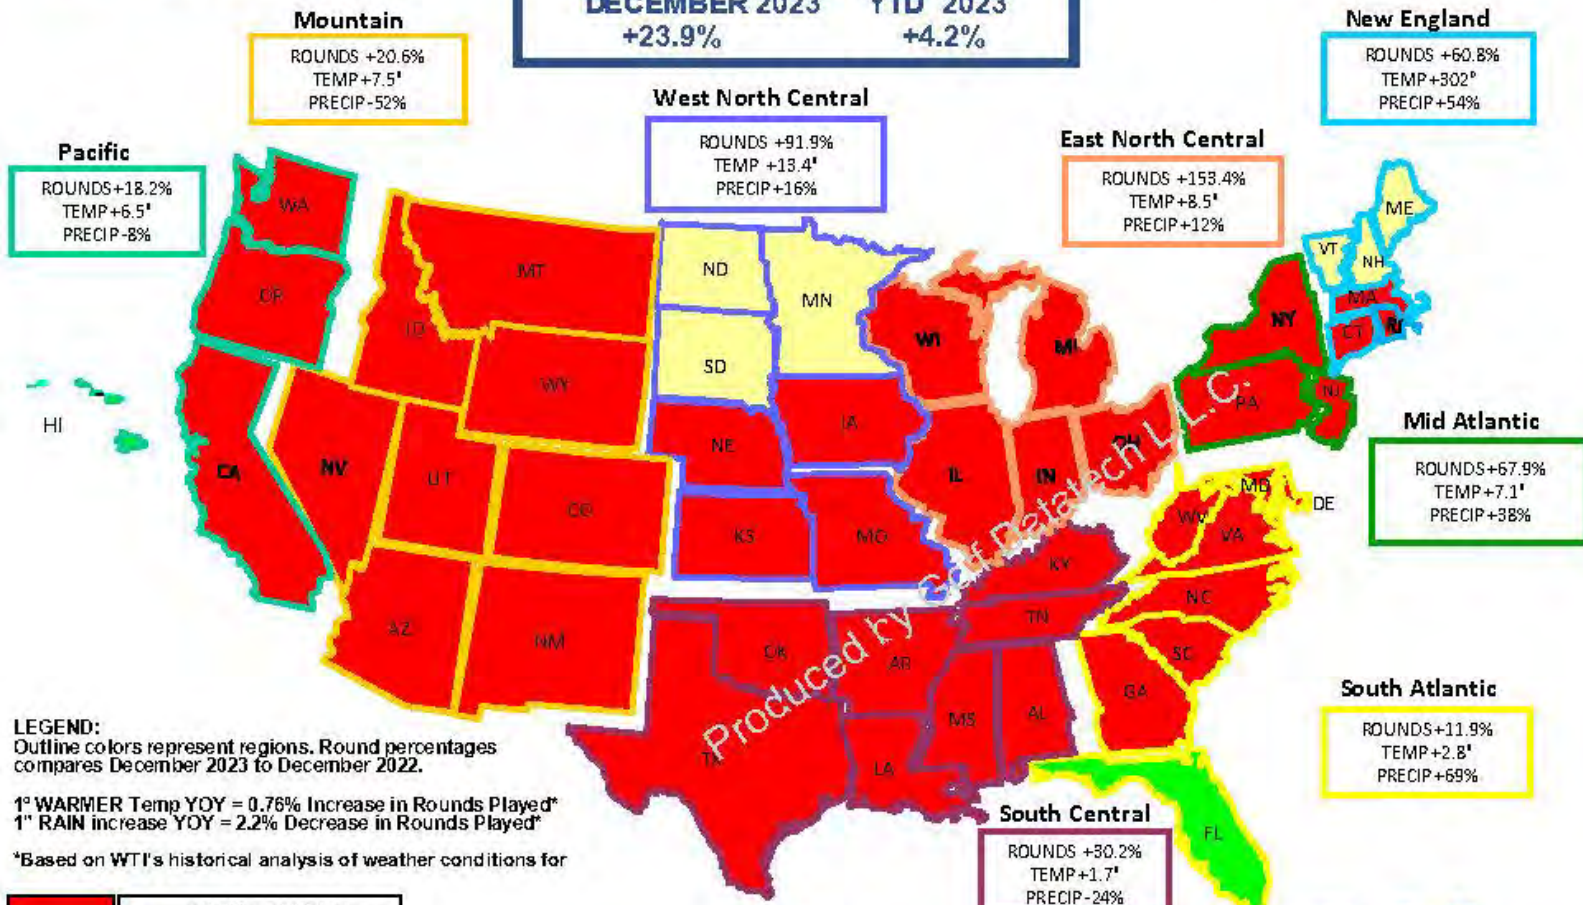 DECEMBER 2023 YTD 2023
+23.9% +4.2%
Mountain
ROUNDS +20.6%
TEMP +7.5°
PRECIP -52%
New England
ROUNDS +60.8%
TEMP +302°
PRECIP +54%
West North Central
ROUNDS +91.9%
TEMP +13.4°
PRECIP +16%
East North Central
ROUNDS +153.4%
TEMP +8.5°
PRECIP +12%
Pacific
ROUNDS +18.2%
TEMP +6.5°
PRECIP -8%
WA
OR
CA
HI
MT
ID
WY
NV
UT
CO
AZ
NM
ND
MN
SD
NE
IA
KS
MO
WI
MI
IL
IN
OH
NY
PA
NJ
ME
VT
NH
MA
CT
RI
Mid Atlantic
ROUNDS +67.9%
TEMP +7.1°
PRECIP +38%
MD
DE
WV
VA
NC
SC
GA
FL
KY
TN
OK
AR
TX
LA
MS
AL
Produced by Golf Datatech L.L.C.
South Atlantic
ROUNDS +11.9%
TEMP +2.8°
PRECIP +69%
South Central
ROUNDS +30.2%
TEMP +1.7°
PRECIP -24%
LEGEND:
Outline colors represent regions. Round percentages
compares December 2023 to December 2022.
1° WARMER Temp YOY = 0.76% Increase in Rounds Played*
1" RAIN increase YOY = 2.2% Decrease in Rounds Played*
*Based on WTI's historical analysis of weather conditions for